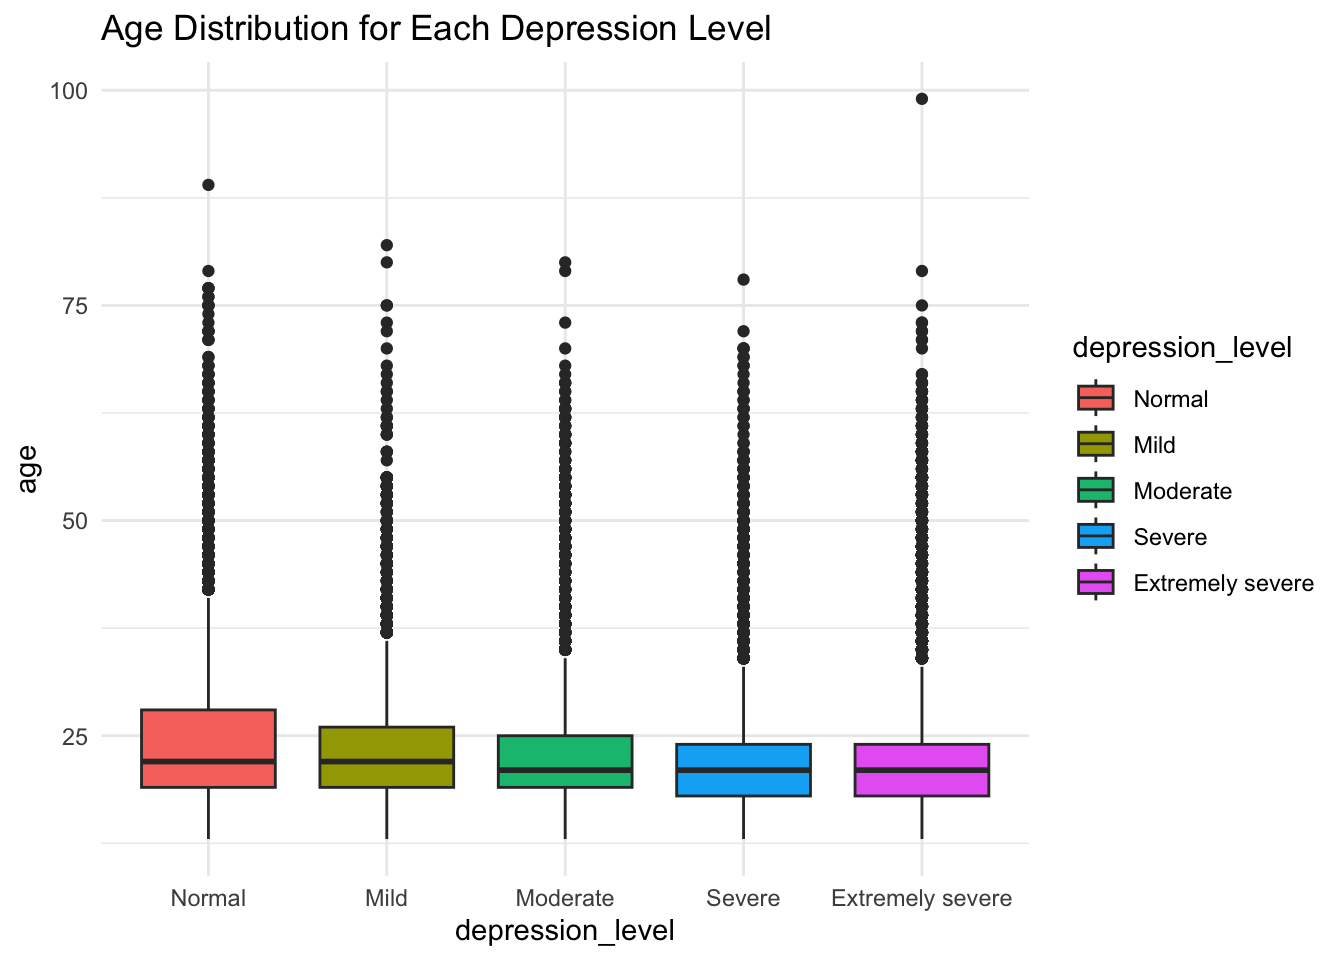 Age Distribution for Each Depression Level
100
75
50
25
age
Normal
Mild
Moderate
Severe
Extremely severe
depression_level
depression_level
Normal
Mild
Moderate
Severe
Extremely severe